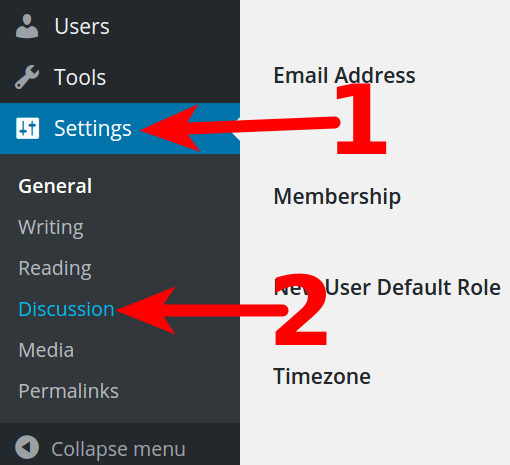 Users
Tools
Settings
General
Writing
Reading
Discussion
Media
Permalinks
Collapse menu
Email Address
1
Membership
New User Default Role
2
Timezone